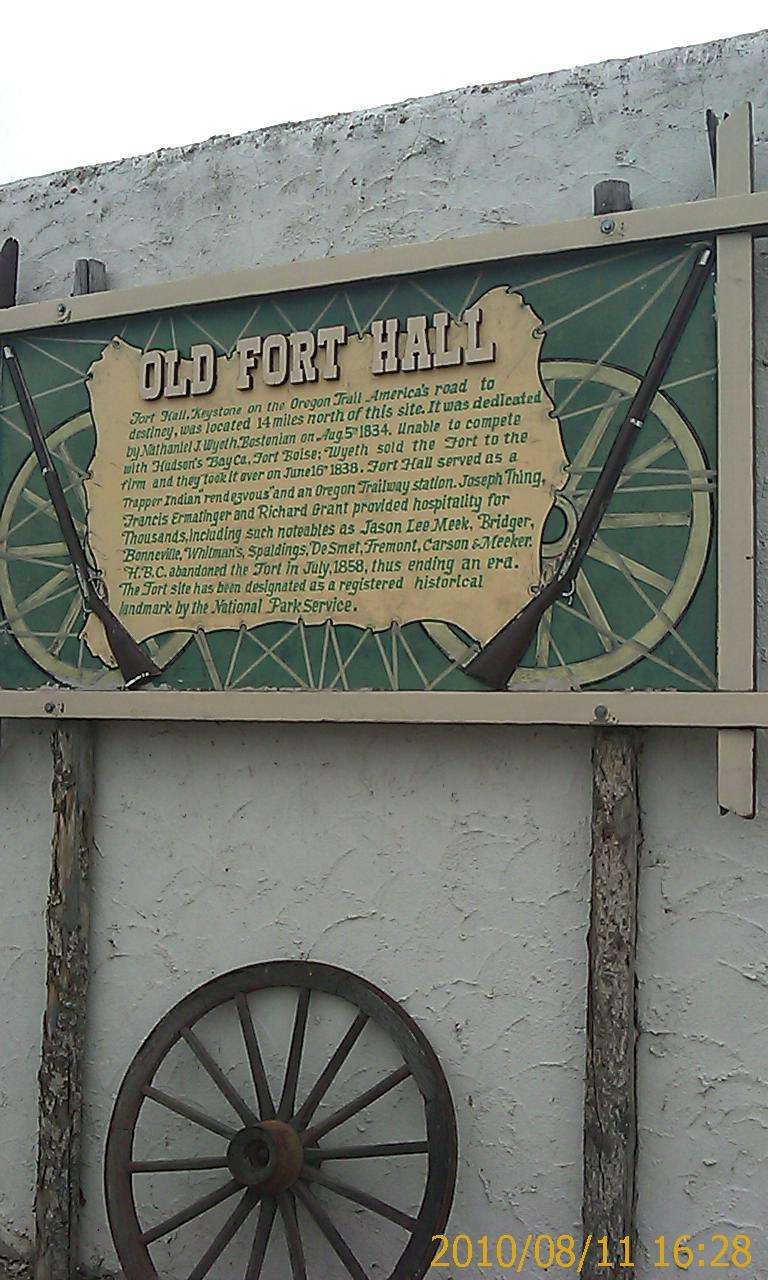 OLD FORT HALL
Fort Hall, Keystone on the Oregon Trail America's road to
destiney, was located 14 miles north of this site. It was dedicated
by Nathaniel J. Wyeth, Bostonian on Aug. 5th 1834. Unable to compete
with Hudson's Bay Co., Fort Boise; Wyeth sold the Fort to the
firm and they took it over on June 16th 1838. Fort Hall served as a
Trapper Indian "rendezvous" and an Oregon Trailway station. Joseph Thing,
Francis Ermatinger and Richard Grant provided hospitality for
Thousands, including such noteables as Jason Lee Meek, Bridger,
Bonneville, Whitman's, Spaldings, De Smet, Fremont, Carson & Meeker.
H.B.C. abandoned the Fort in July, 1858, thus ending an era.
The Fort site has been designated as a registered historical
landmark by the National Park Service.
2010/08/11 16:28